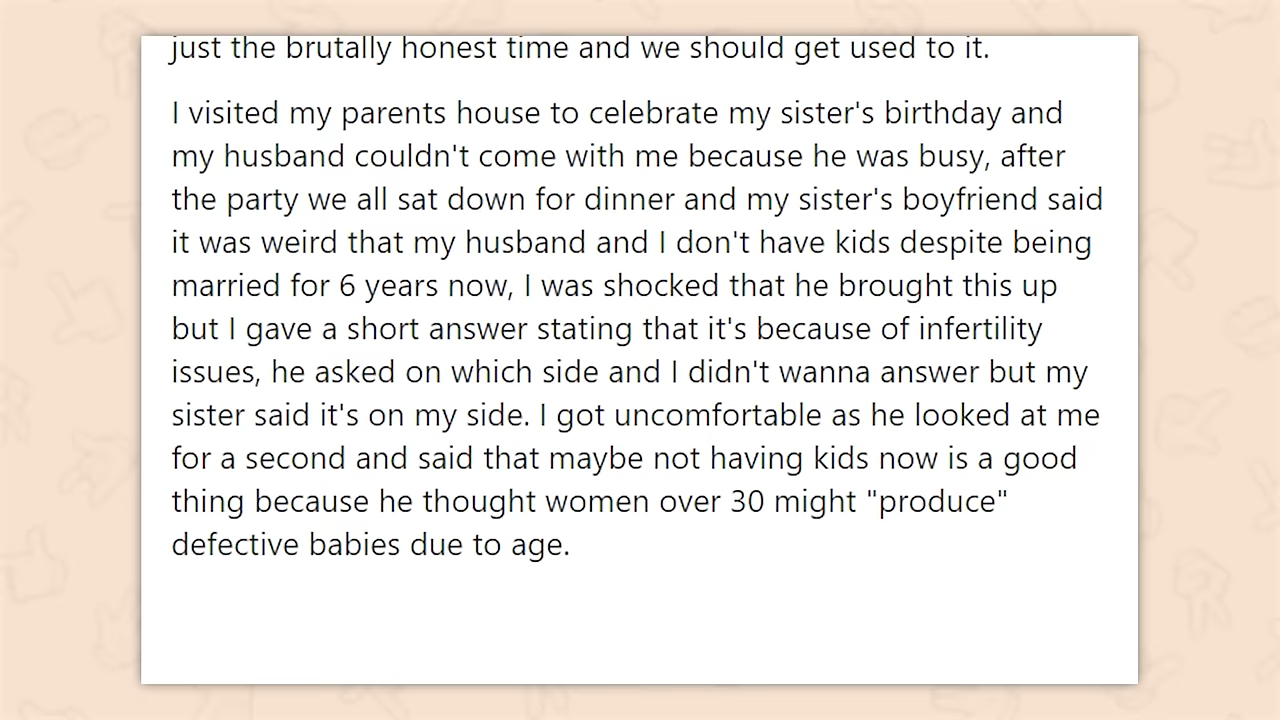 just the brutally honest time and we should get used to it.
I visited my parents house to celebrate my sister's birthday and
my husband couldn't come with me because he was busy, after
the party we all sat down for dinner and my sister's boyfriend said
it was weird that my husband and I don't have kids despite being
married for 6 years now, I was shocked that he brought this up
but I gave a short answer stating that it's because of infertility
issues, he asked on which side and I didn't wanna answer but my
sister said it's on my side. I got uncomfortable as he looked at me
for a second and said that maybe not having kids now is a good
thing because he thought women over 30 might "produce"
defective babies due to age.